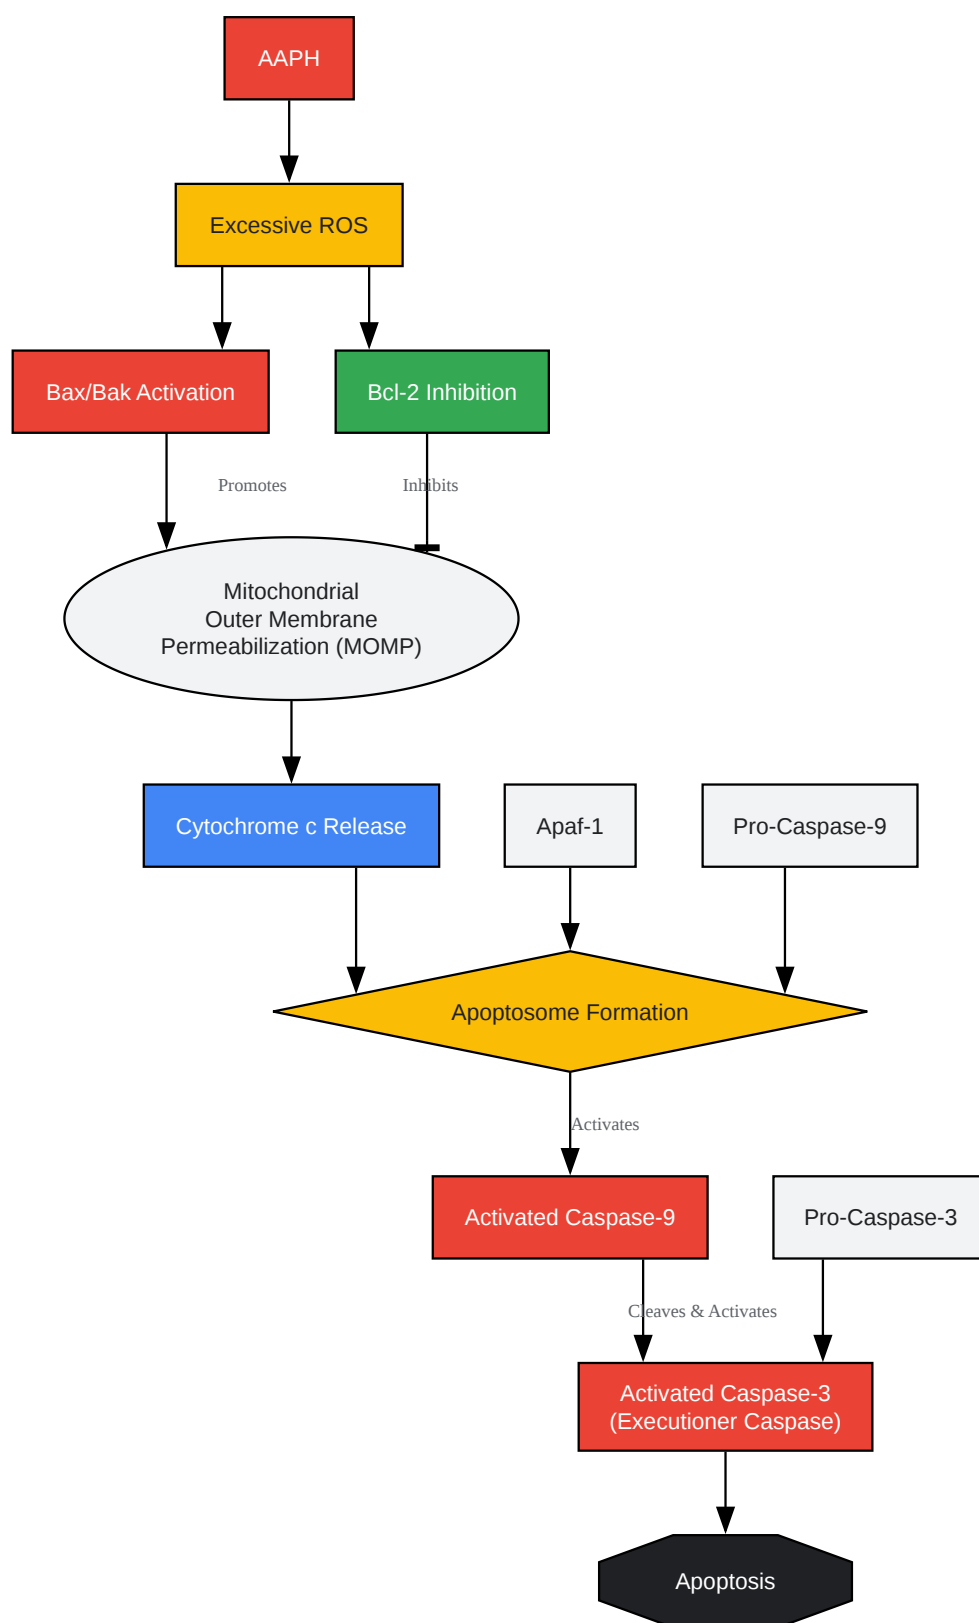 AAPH
Excessive ROS
Bax/Bak Activation
Bcl-2 Inhibition
Promotes
Inhibits
Mitochondrial
Outer Membrane
Permeabilization (MOMP)
Cytochrome c Release
Apaf-1
Pro-Caspase-9
Apoptosome Formation
Activates
Activated Caspase-9
Pro-Caspase-3
Cleaves & Activates
Activated Caspase-3
(Executioner Caspase)
Apoptosis